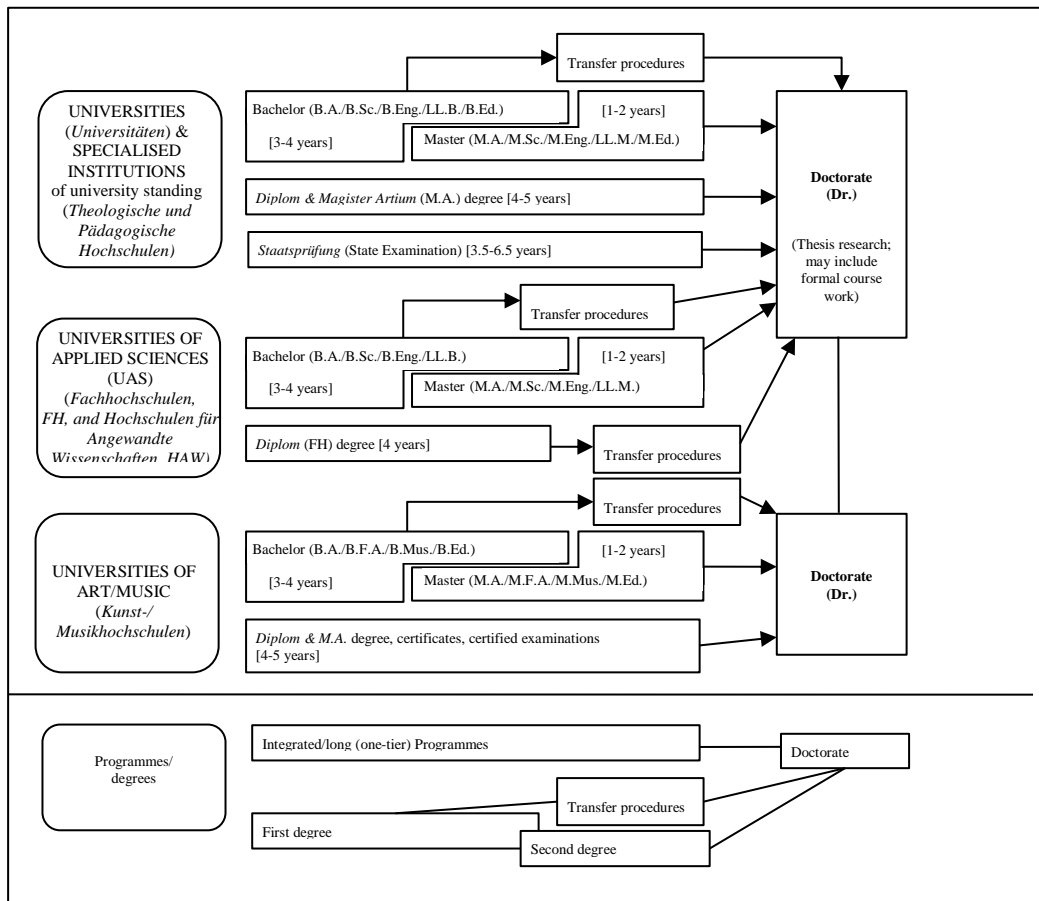 Transfer procedures
UNIVERSITIES
(Universitäten) &
SPECIALISED
INSTITUTIONS
of university standing
(Theologische und
Pädagogische
Hochschulen)
Bachelor (B.A./B.Sc./B.Eng./LL.B./B.Ed.)
[3-4 years]
[1-2 years]
Master (M.A./M.Sc./M.Eng./LL.M./M.Ed.)
Diplom & Magister Artium (M.A.) degree [4-5 years]
Staatsprüfung (State Examination) [3.5-6.5 years]
Doctorate
(Dr.)
(Thesis research;
may include
formal course
work)
Transfer procedures
UNIVERSITIES OF
APPLIED SCIENCES
(UAS)
(Fachhochschulen,
FH, and Hochschulen für
Angewandte
Wissenschaften, HAW)
Bachelor (B.A./B.Sc./B.Eng./LL.B.)
[3-4 years]
[1-2 years]
Master (M.A./M.Sc./M.Eng./LL.M.)
Diplom (FH) degree [4 years]
Transfer procedures
Transfer procedures
UNIVERSITIES OF
ART/MUSIC
(Kunst-/
Musikhochschulen)
Bachelor (B.A./B.F.A./B.Mus./B.Ed.)
[3-4 years]
[1-2 years]
Master (M.A./M.F.A./M.Mus./M.Ed.)
Diplom & M.A. degree, certificates, certified examinations
[4-5 years]
Doctorate
(Dr.)
Programmes/
degrees
Integrated/long (one-tier) Programmes
Doctorate
Transfer procedures
First degree
Second degree